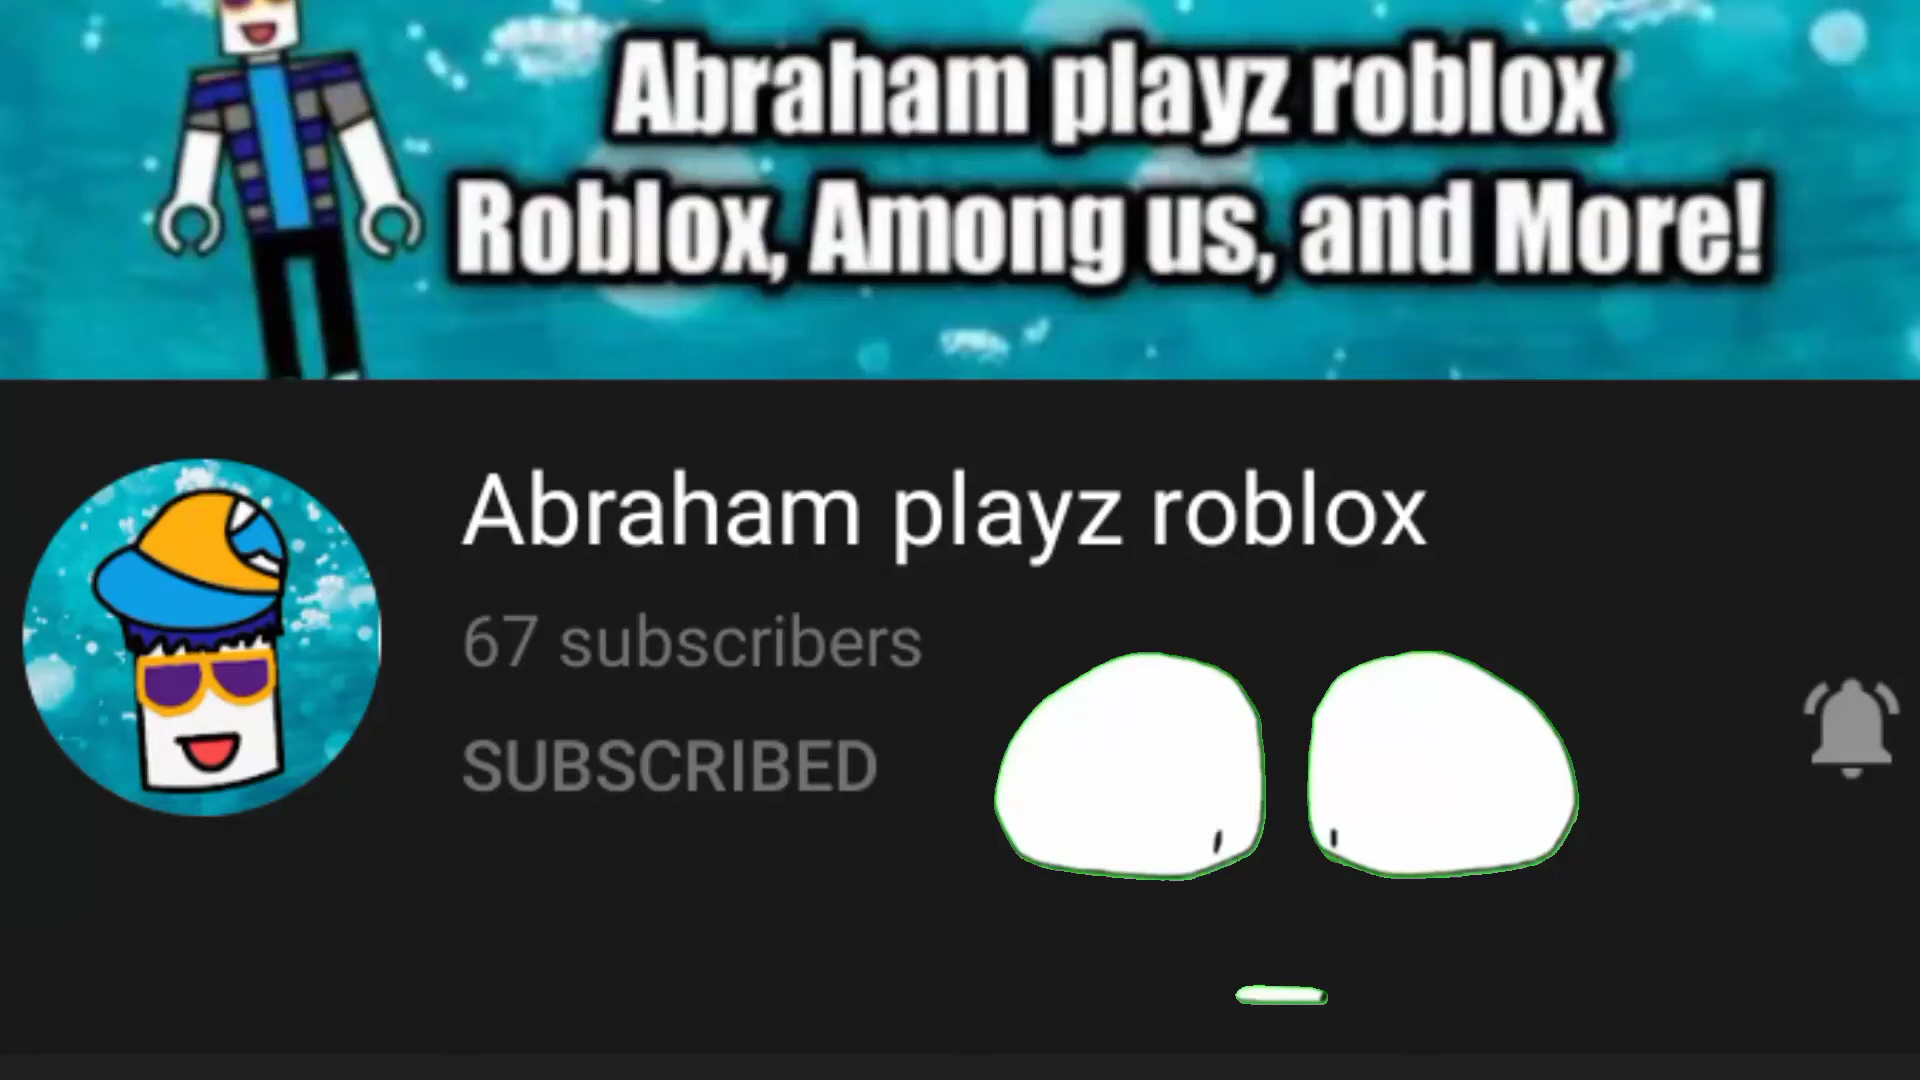 Abraham playz roblox
Roblox, Among us, and More!
Abraham playz roblox
67 subscribers
SUBSCRIBED